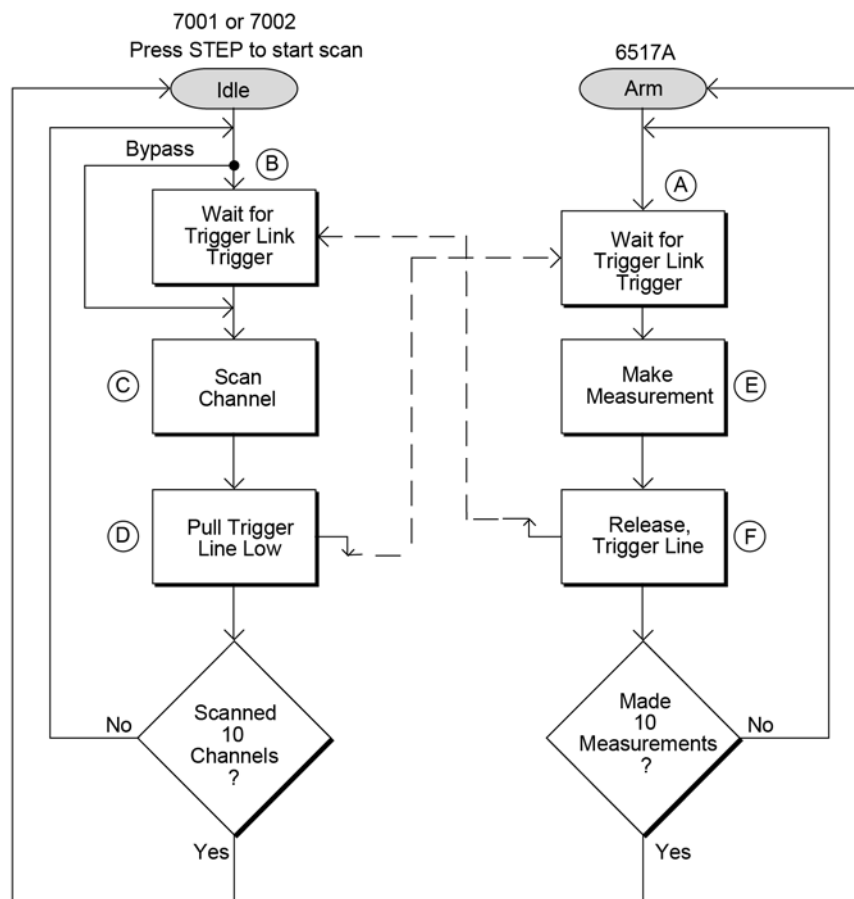 7001 or 7002
Press STEP to start scan
Idle
Bypass
B
Wait for
Trigger Link
Trigger
C
Scan
Channel
D
Pull Trigger
Line Low
No
Scanned
10
Channels
?
Yes
6517A
Arm
A
Wait for
Trigger Link
Trigger
Make
Measurement
E
Release,
Trigger Line
F
Made
10
Measurements
?
No
Yes